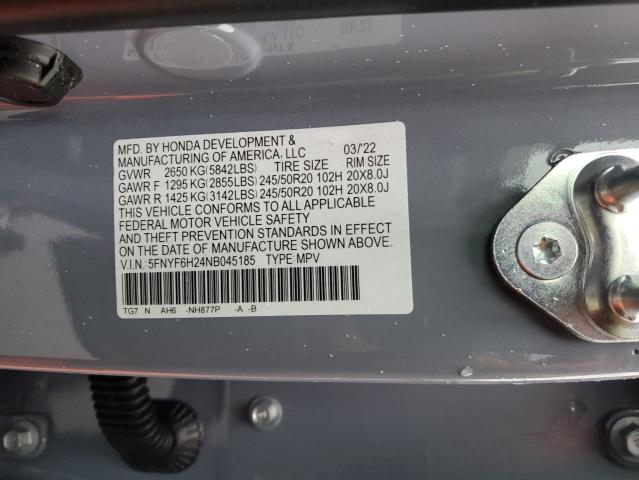 MFD. BY HONDA DEVELOPMENT &
MANUFACTURING OF AMERICA, LLC 03/'22
GVWR 2650 KG(5842LBS) TIRE SIZE RIM SIZE
GAWR F 1295 KG(2855LBS) 245/50R20 102H 20X8.0J
GAWR R 1425 KG(3142LBS) 245/50R20 102H 20X8.0J
THIS VEHICLE CONFORMS TO ALL APPLICABLE
FEDERAL MOTOR VEHICLE SAFETY
AND THEFT PREVENTION STANDARDS IN EFFECT
ON THE DATE OF MANUFACTURE SHOWN ABOVE.
V.I.N. 5FNYF6H24NB045185 TYPE MPV
TG7 N AH6 -NH877P -A -B